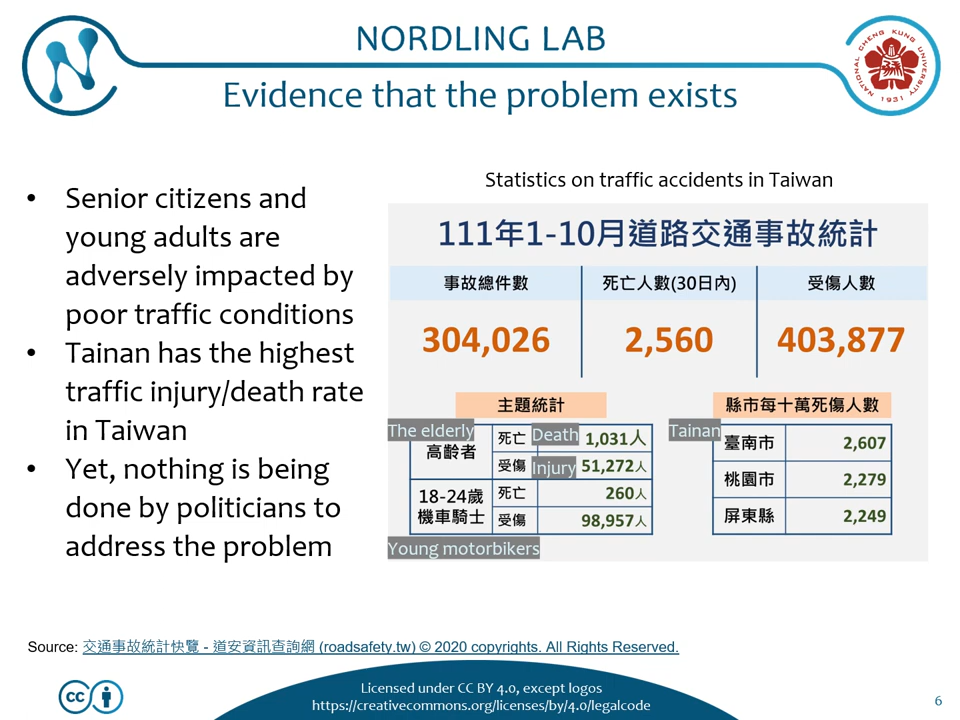 NORDLING LAB
Evidence that the problem exists
NATIONAL CHENG KUNG UNIVERSITY
1931
• Senior citizens and
young adults are
adversely impacted by
poor traffic conditions
• Tainan has the highest
traffic injury/death rate
in Taiwan
• Yet, nothing is being
done by politicians to
address the problem
Statistics on traffic accidents in Taiwan
111年1-10月道路交通事故統計
事故總件數 死亡人數(30日內) 受傷人數
304,026 2,560 403,877
主題統計
The elderly
高齡者
死亡 Death 1,031人
受傷 Injury 51,272人
18-24歲
機車騎士
死亡 260人
受傷 98,957人
Young motorbikers
縣市每十萬死傷人數
Tainan
臺南市 2,607
桃園市 2,279
屏東縣 2,249
Source: 交通事故統計快覽 - 道安資訊查詢網 (roadsafety.tw) © 2020 copyrights. All Rights Reserved.
cc
Licensed under CC BY 4.0, except logos
https://creativecommons.org/licenses/by/4.0/legalcode
6